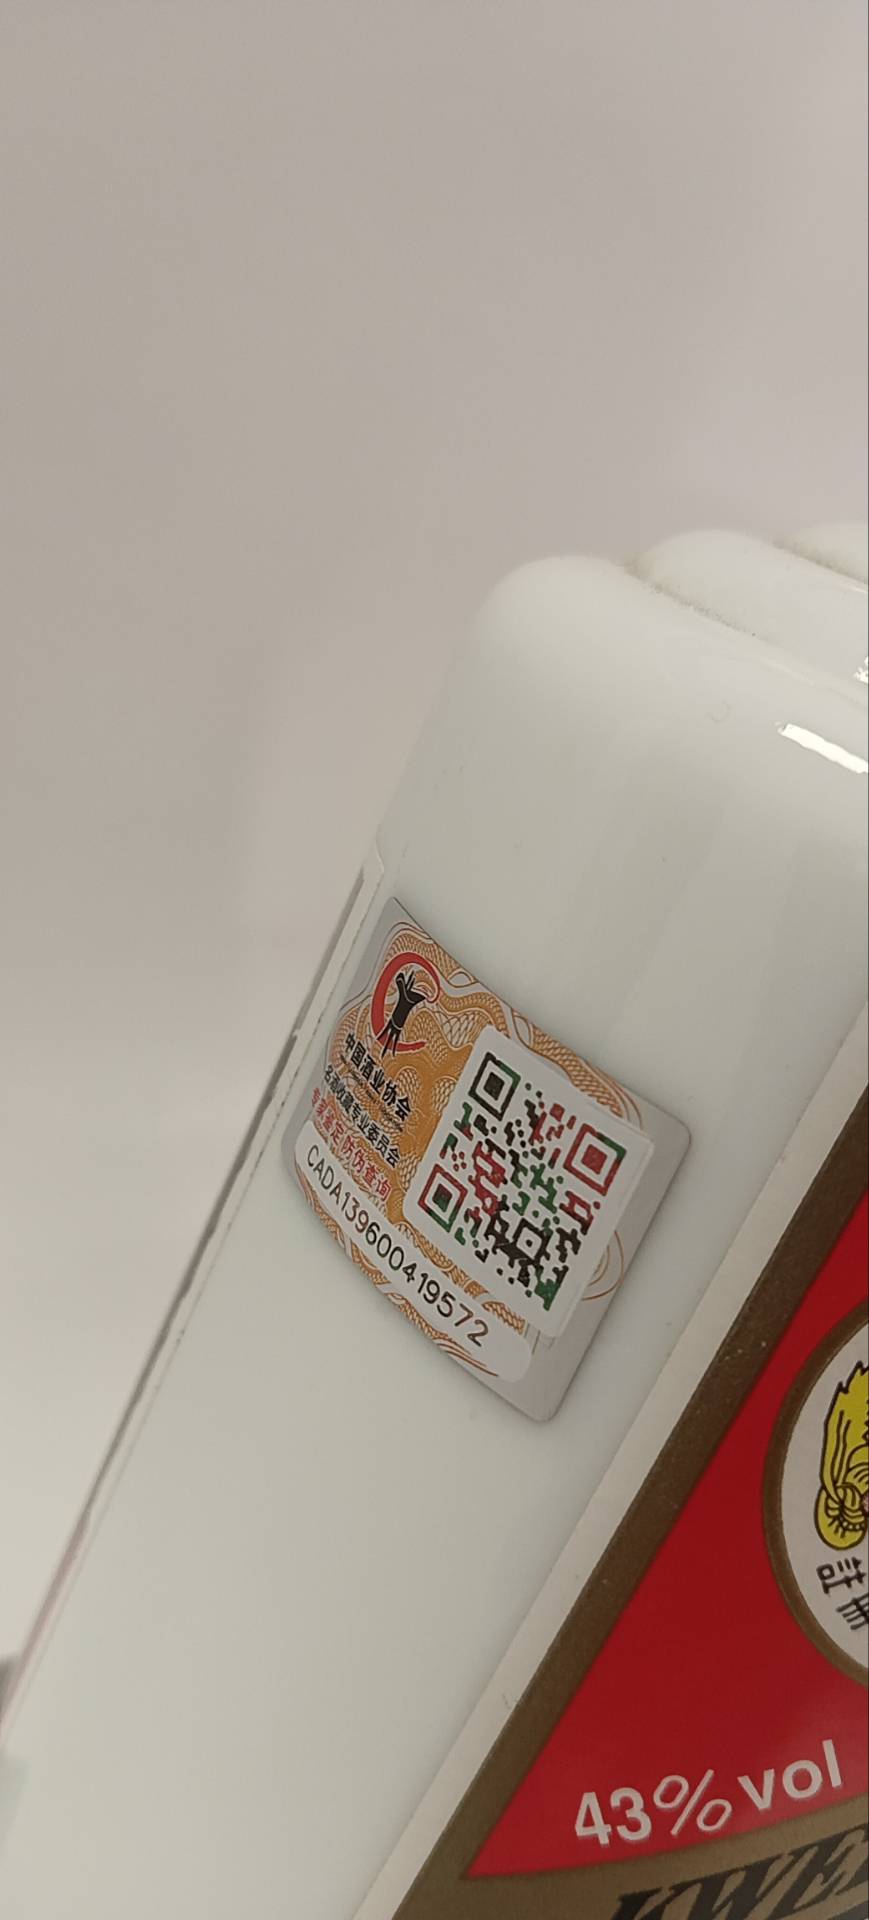 中国酒业协会
名酒收藏专业委员会
专家鉴定 防伪查询
CADA139600419572
43% vol
KWE